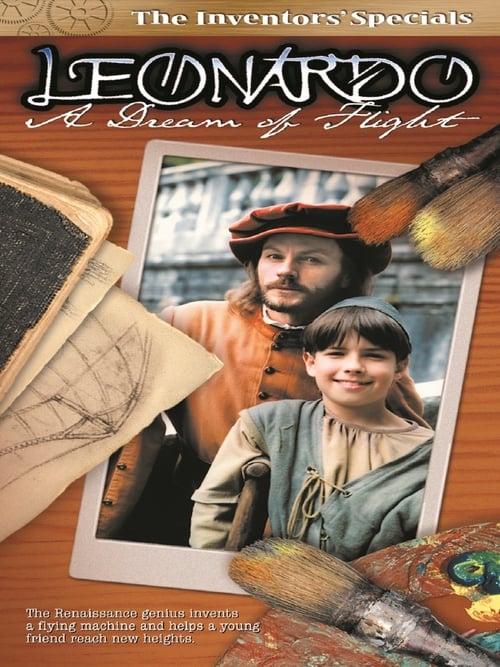 The Inventors' Specials
LEONARDO
A Dream of Flight
The Renaissance genius invents
a flying machine and helps a young
friend reach new heights.